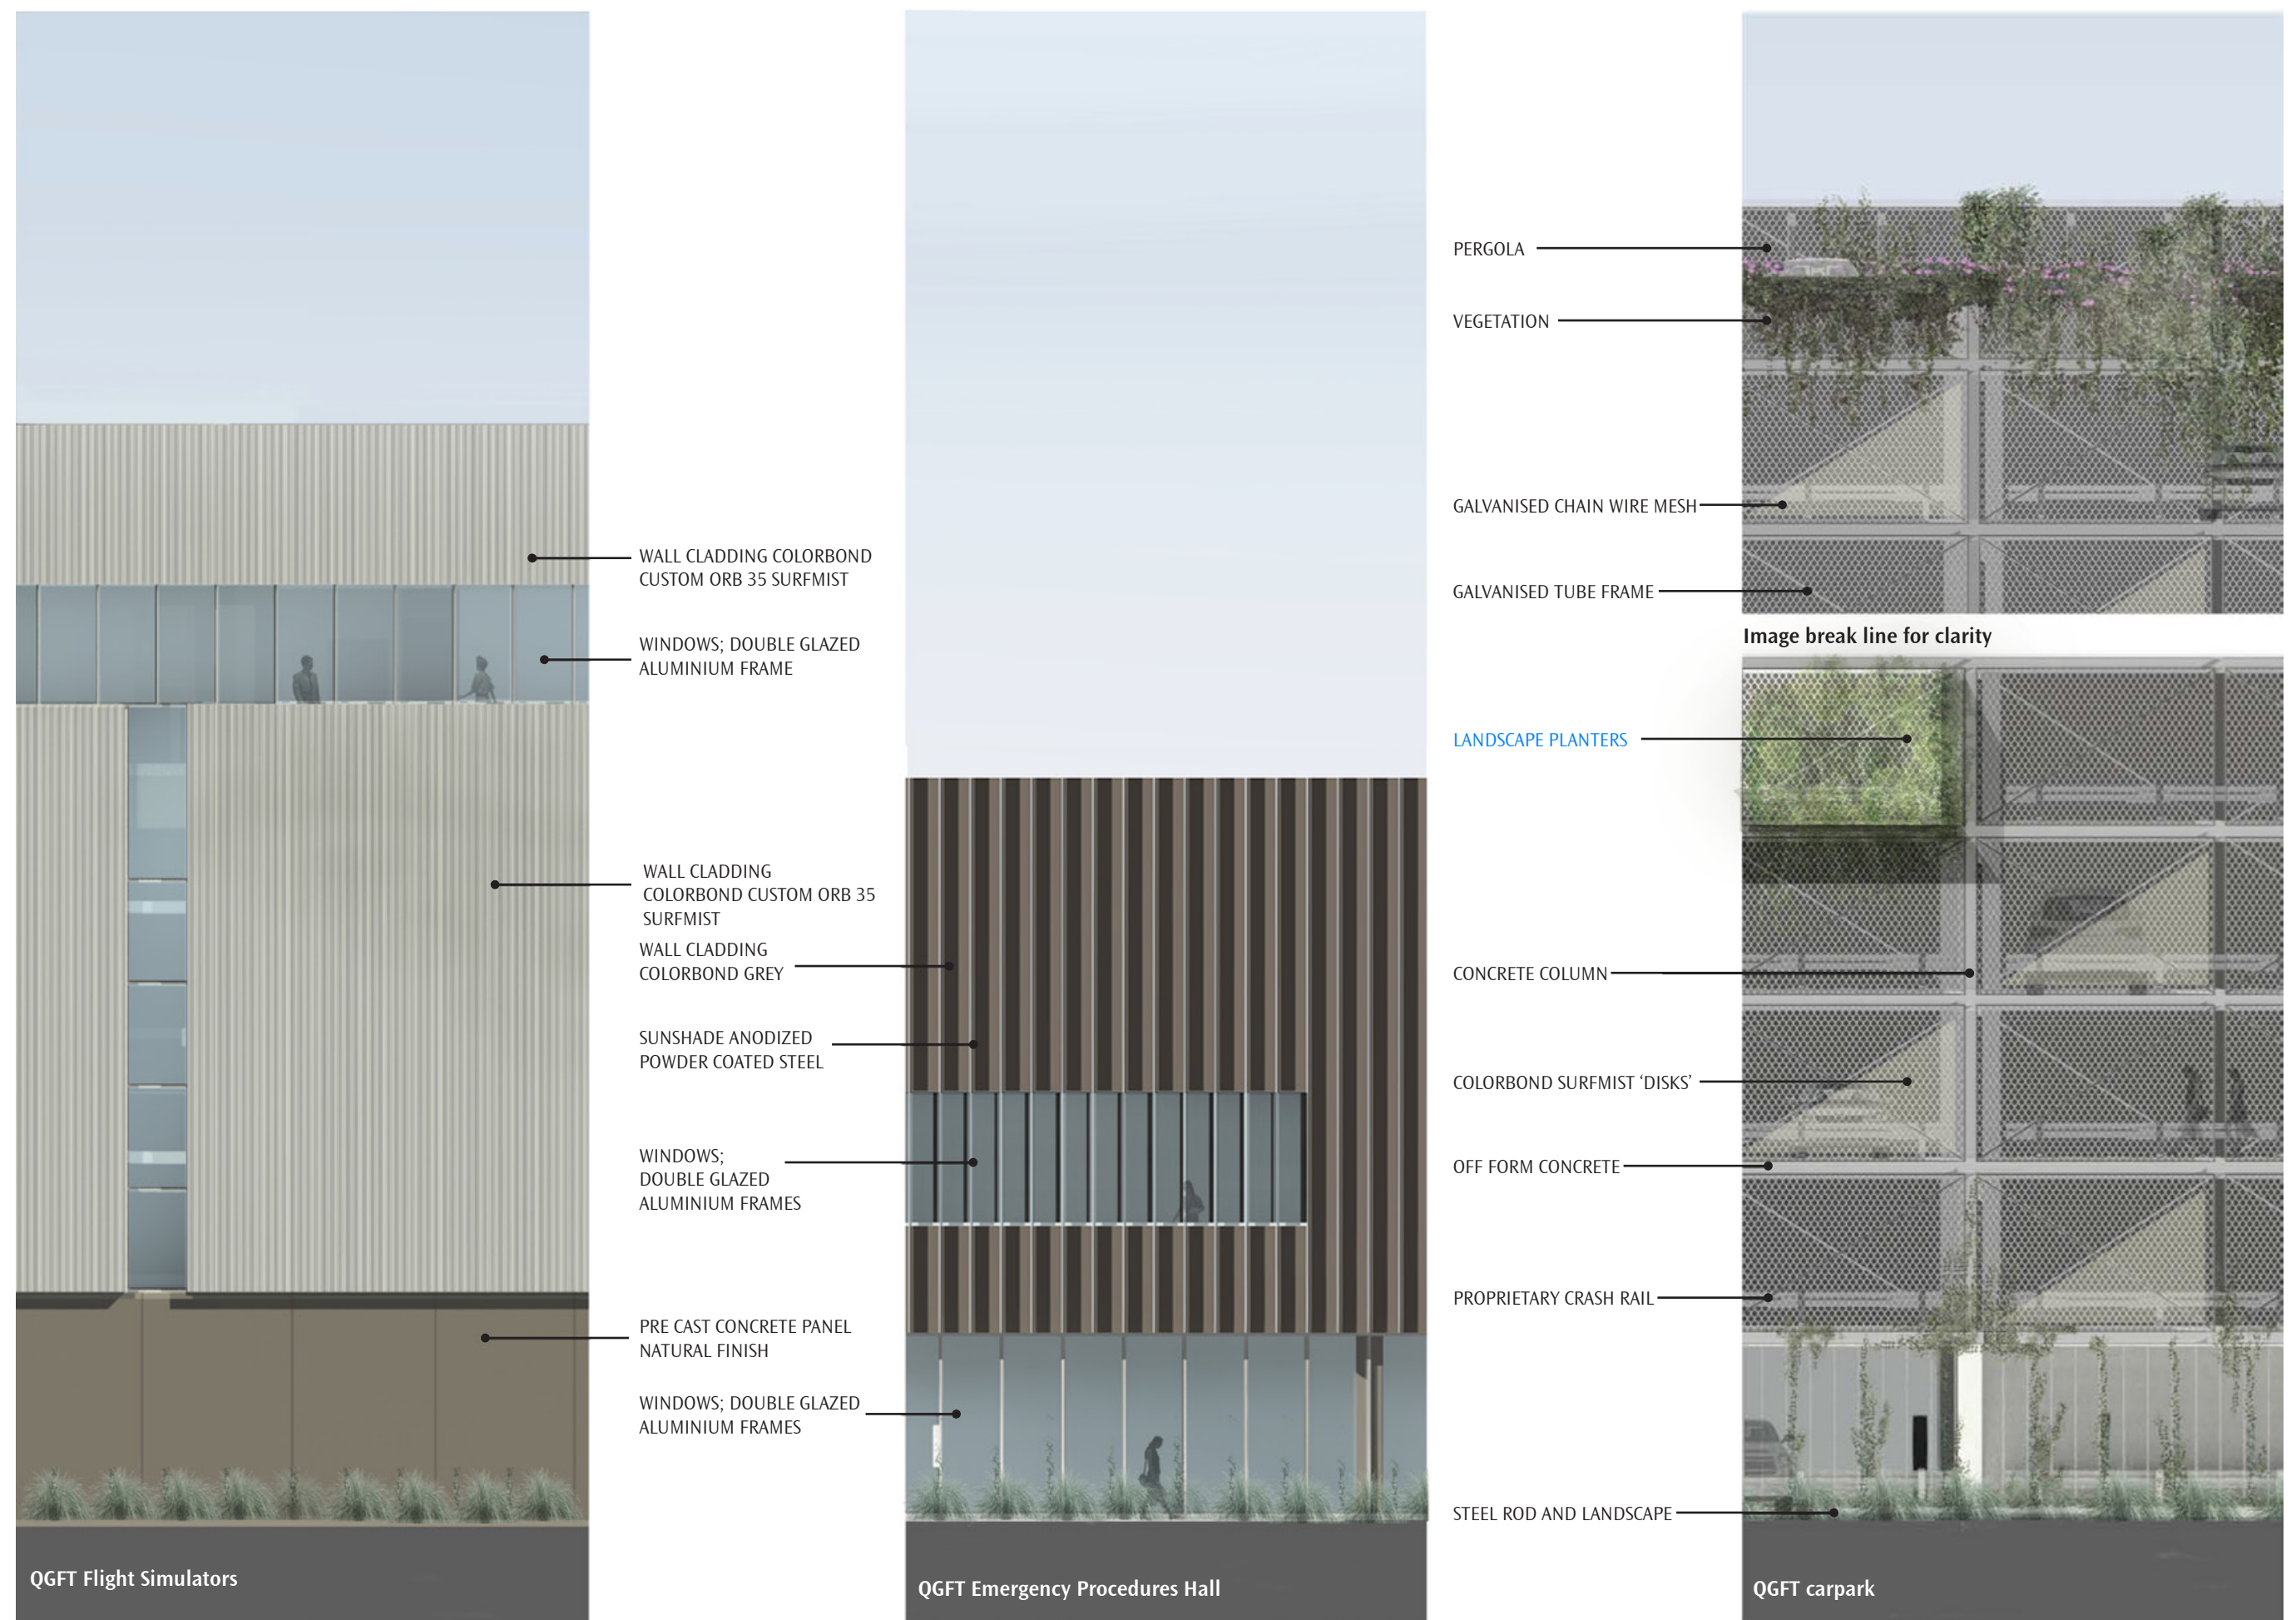 WALL CLADDING COLORBOND
CUSTOM ORB 35 SURFMIST
WINDOWS; DOUBLE GLAZED
ALUMINIUM FRAME
WALL CLADDING
COLORBOND CUSTOM ORB 35
SURFMIST
WALL CLADDING
COLORBOND GREY
SUNSHADE ANODIZED
POWDER COATED STEEL
WINDOWS;
DOUBLE GLAZED
ALUMINIUM FRAMES
PRE CAST CONCRETE PANEL
NATURAL FINISH
WINDOWS; DOUBLE GLAZED
ALUMINIUM FRAMES
PERGOLA
VEGETATION
GALVANISED CHAIN WIRE MESH
GALVANISED TUBE FRAME
Image break line for clarity
LANDSCAPE PLANTERS
CONCRETE COLUMN
COLORBOND SURFMIST ‘DISKS’
OFF FORM CONCRETE
PROPRIETARY CRASH RAIL
STEEL ROD AND LANDSCAPE
QGFT Flight Simulators
QGFT Emergency Procedures Hall
QGFT carpark